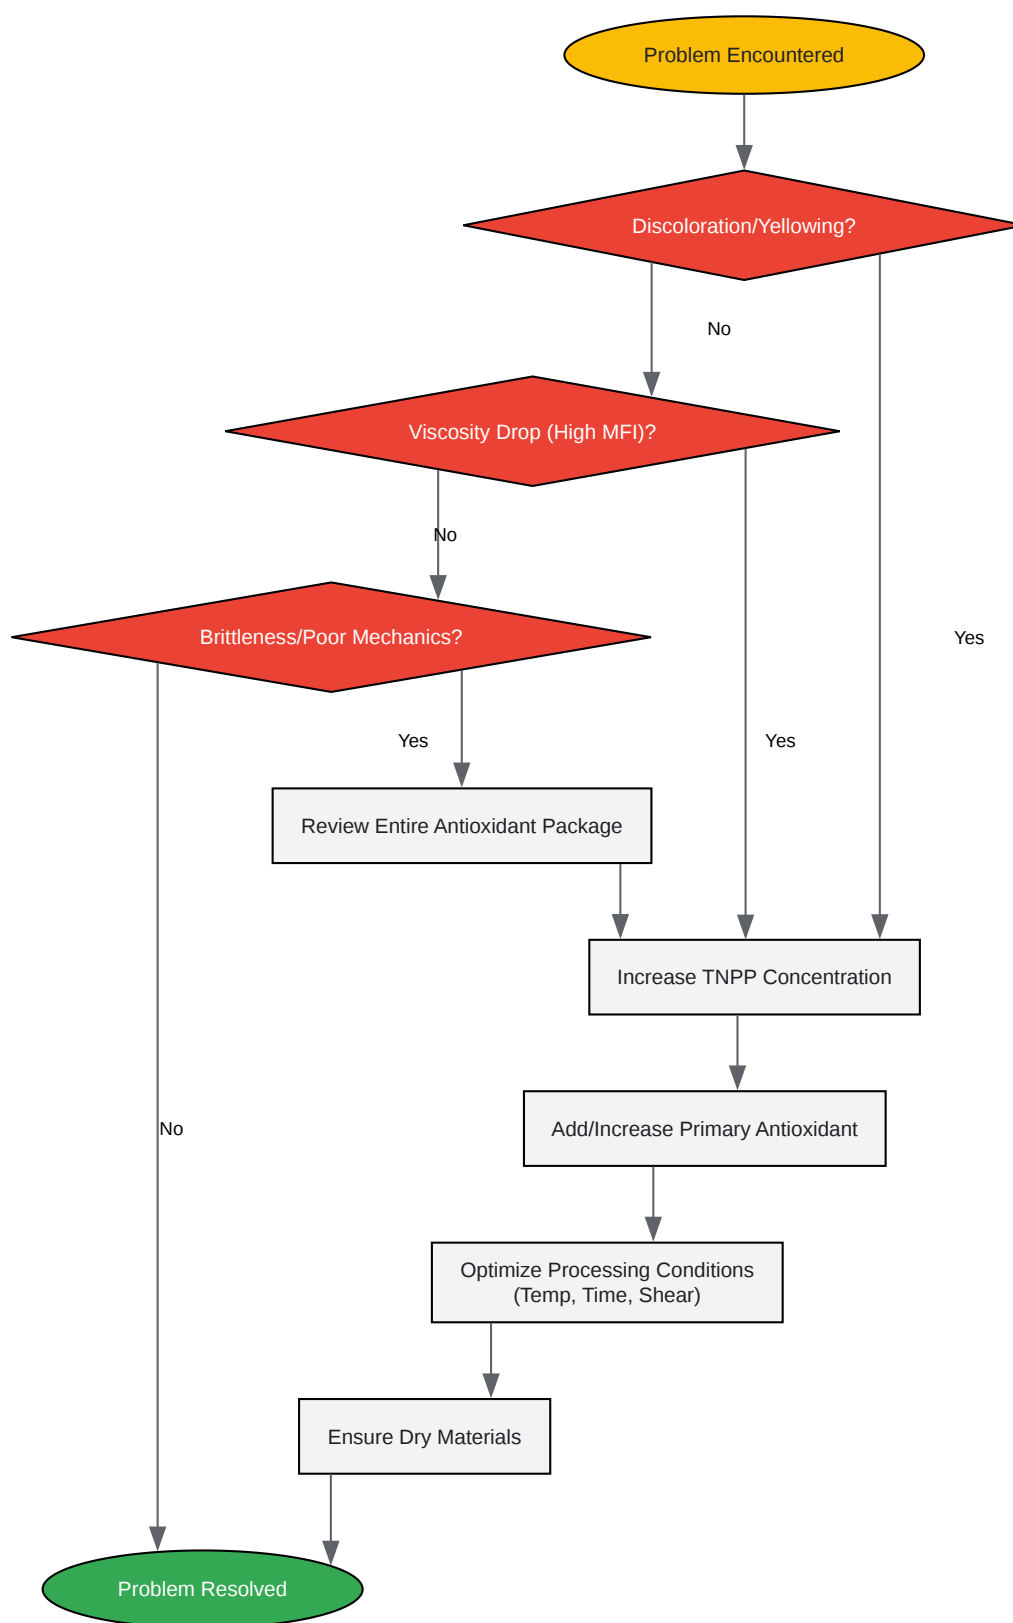 Problem Encountered
Discoloration/Yellowing?
No
Viscosity Drop (High MFI)?
No
Brittleness/Poor Mechanics?
Yes
Yes
Yes
Review Entire Antioxidant Package
Increase TNPP Concentration
Add/Increase Primary Antioxidant
No
Optimize Processing Conditions
(Temp, Time, Shear)
Ensure Dry Materials
Problem Resolved